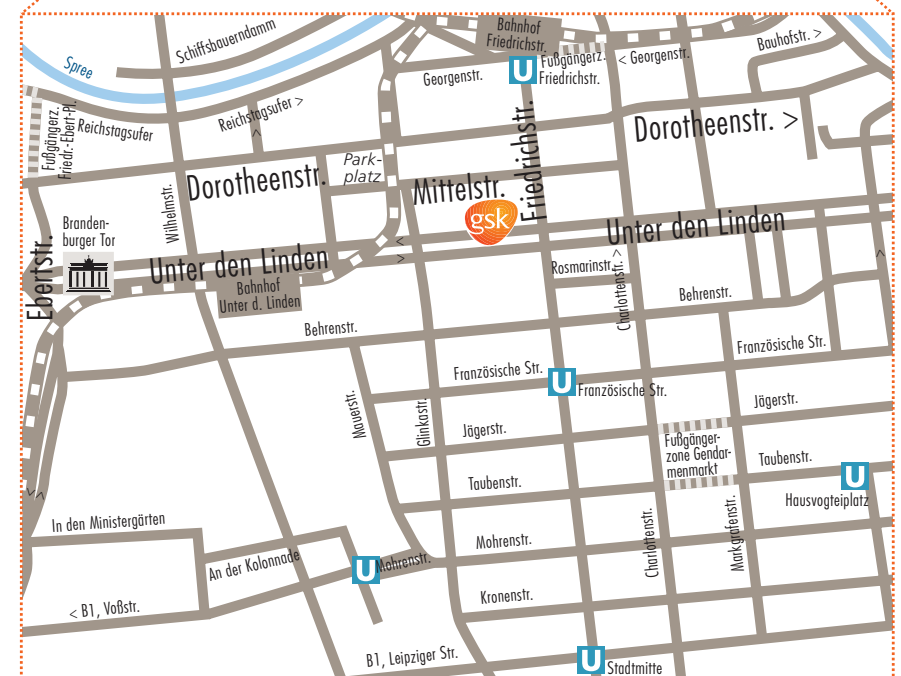 Bahnhof
Friedrichstr.
Schiffsbauerndamm
Bauhofstr. >
Spree
U
Fußgängerz.
Friedrichstr.
< Georgenstr.
Georgenstr.
Fußgängerz.
Friedr.-Ebert-Pl.
Reichstagsufer
Reichstagsufer >
Dorotheenstr. >
Friedrichstr.
Park-
platz
Dorotheenstr.
Mittelstr.
Wilhelmstr.
gsk
Branden-
burger Tor
Unter den Linden
Ebertstr.
Unter den Linden
Rosmarinstr.
Charlottenstr.
Bahnhof
Unter d. Linden
Behrenstr.
Behrenstr.
Französische Str.
Französische Str.
U
Französische Str.
Mauerstr.
Glinkastr.
Jägerstr.
Jägerstr.
Fußgänger-
zone Gendar-
menmarkt
Taubenstr.
U
Hausvogteiplatz
Taubenstr.
In den Ministergärten
Mohrenstr.
Charlottenstr.
Markgrafenstr.
An der Kolonnade
U
Mohrenstr.
Kronenstr.
< B1, Voßstr.
B1, Leipziger Str.
U
Stadtmitte